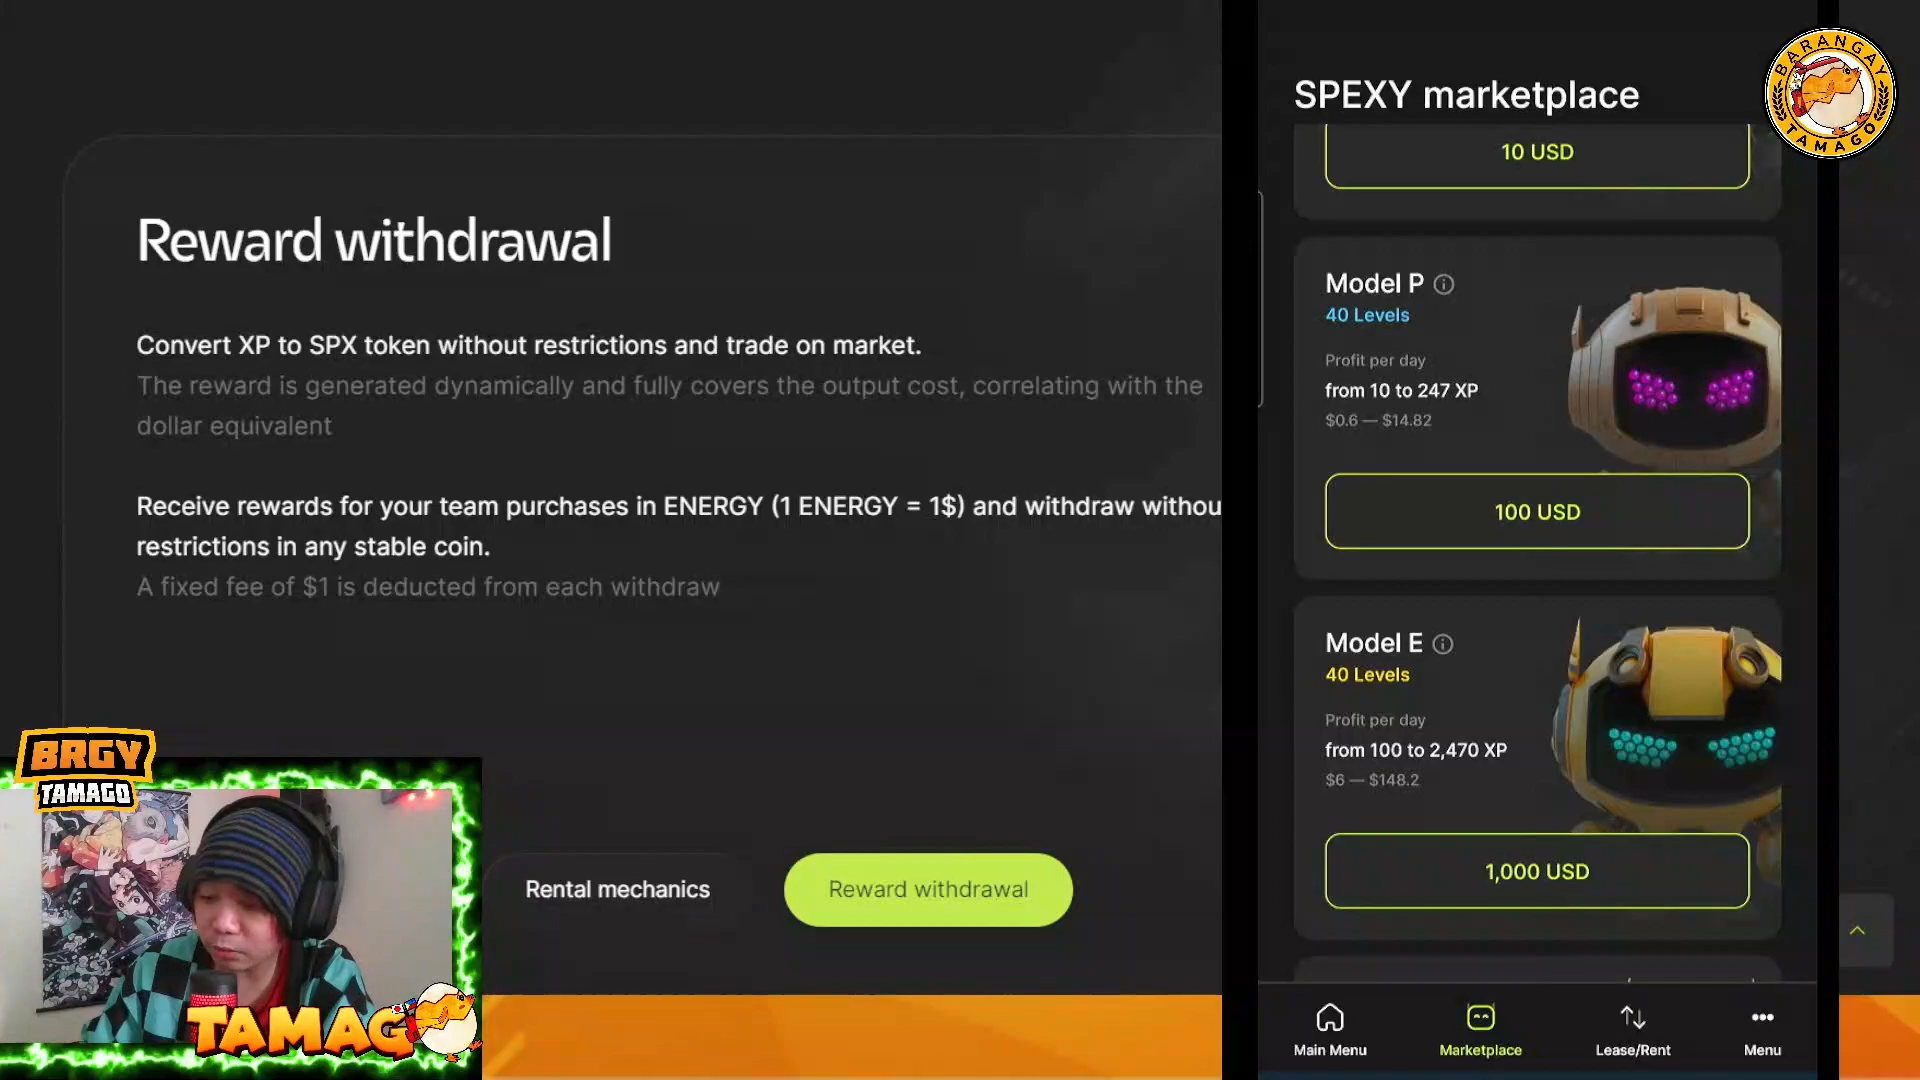 Reward withdrawal
Convert XP to SPX token without restrictions and trade on market.
The reward is generated dynamically and fully covers the output cost, correlating with the
dollar equivalent
Receive rewards for your team purchases in ENERGY (1 ENERGY = 1$) and withdraw withou
restrictions in any stable coin.
A fixed fee of $1 is deducted from each withdraw
Rental mechanics
Reward withdrawal
BRGY
TAMAGO
TAMAGO
SPEXY marketplace
10 USD
Model P
40 Levels
Profit per day
from 10 to 247 XP
$0.6 — $14.82
100 USD
Model E
40 Levels
Profit per day
from 100 to 2,470 XP
$6 — $148.2
1,000 USD
Main Menu
Marketplace
Lease/Rent
Menu
BARANGAY
TAMAGO